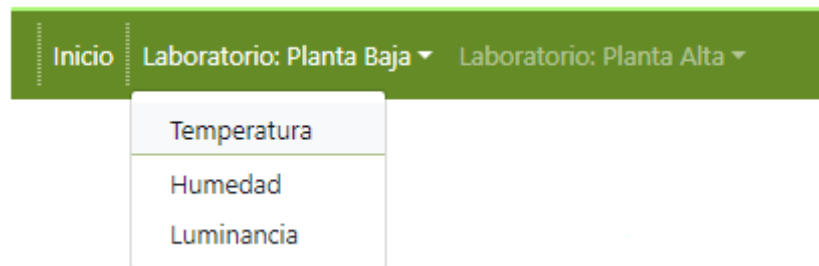 Inicio Laboratorio: Planta Baja Laboratorio: Planta Alta
Temperatura
Humedad
Luminancia